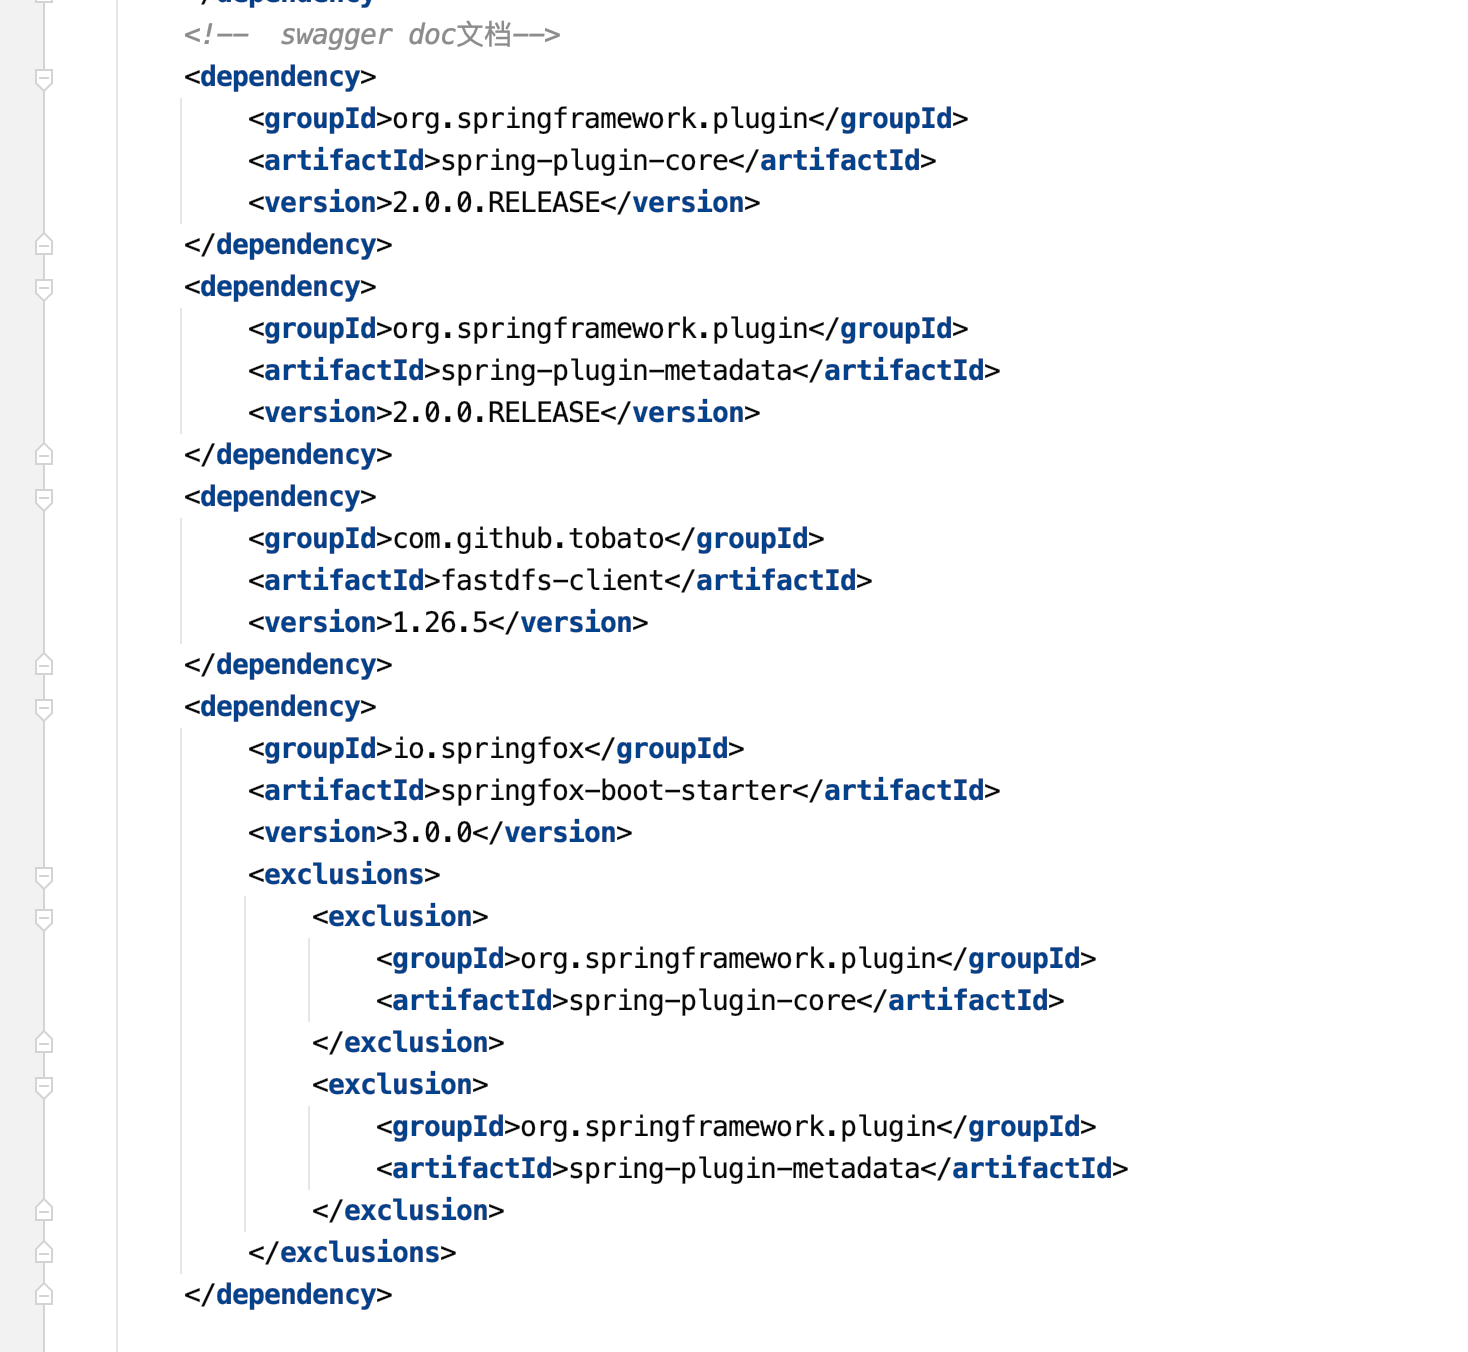 </dependency>
<!--  swagger doc文档-->
<dependency>
<groupId>org.springframework.plugin</groupId>
<artifactId>spring-plugin-core</artifactId>
<version>2.0.0.RELEASE</version>
</dependency>
<dependency>
<groupId>org.springframework.plugin</groupId>
<artifactId>spring-plugin-metadata</artifactId>
<version>2.0.0.RELEASE</version>
</dependency>
<dependency>
<groupId>com.github.tobato</groupId>
<artifactId>fastdfs-client</artifactId>
<version>1.26.5</version>
</dependency>
<dependency>
<groupId>io.springfox</groupId>
<artifactId>springfox-boot-starter</artifactId>
<version>3.0.0</version>
<exclusions>
<exclusion>
<groupId>org.springframework.plugin</groupId>
<artifactId>spring-plugin-core</artifactId>
</exclusion>
<exclusion>
<groupId>org.springframework.plugin</groupId>
<artifactId>spring-plugin-metadata</artifactId>
</exclusion>
</exclusions>
</dependency>